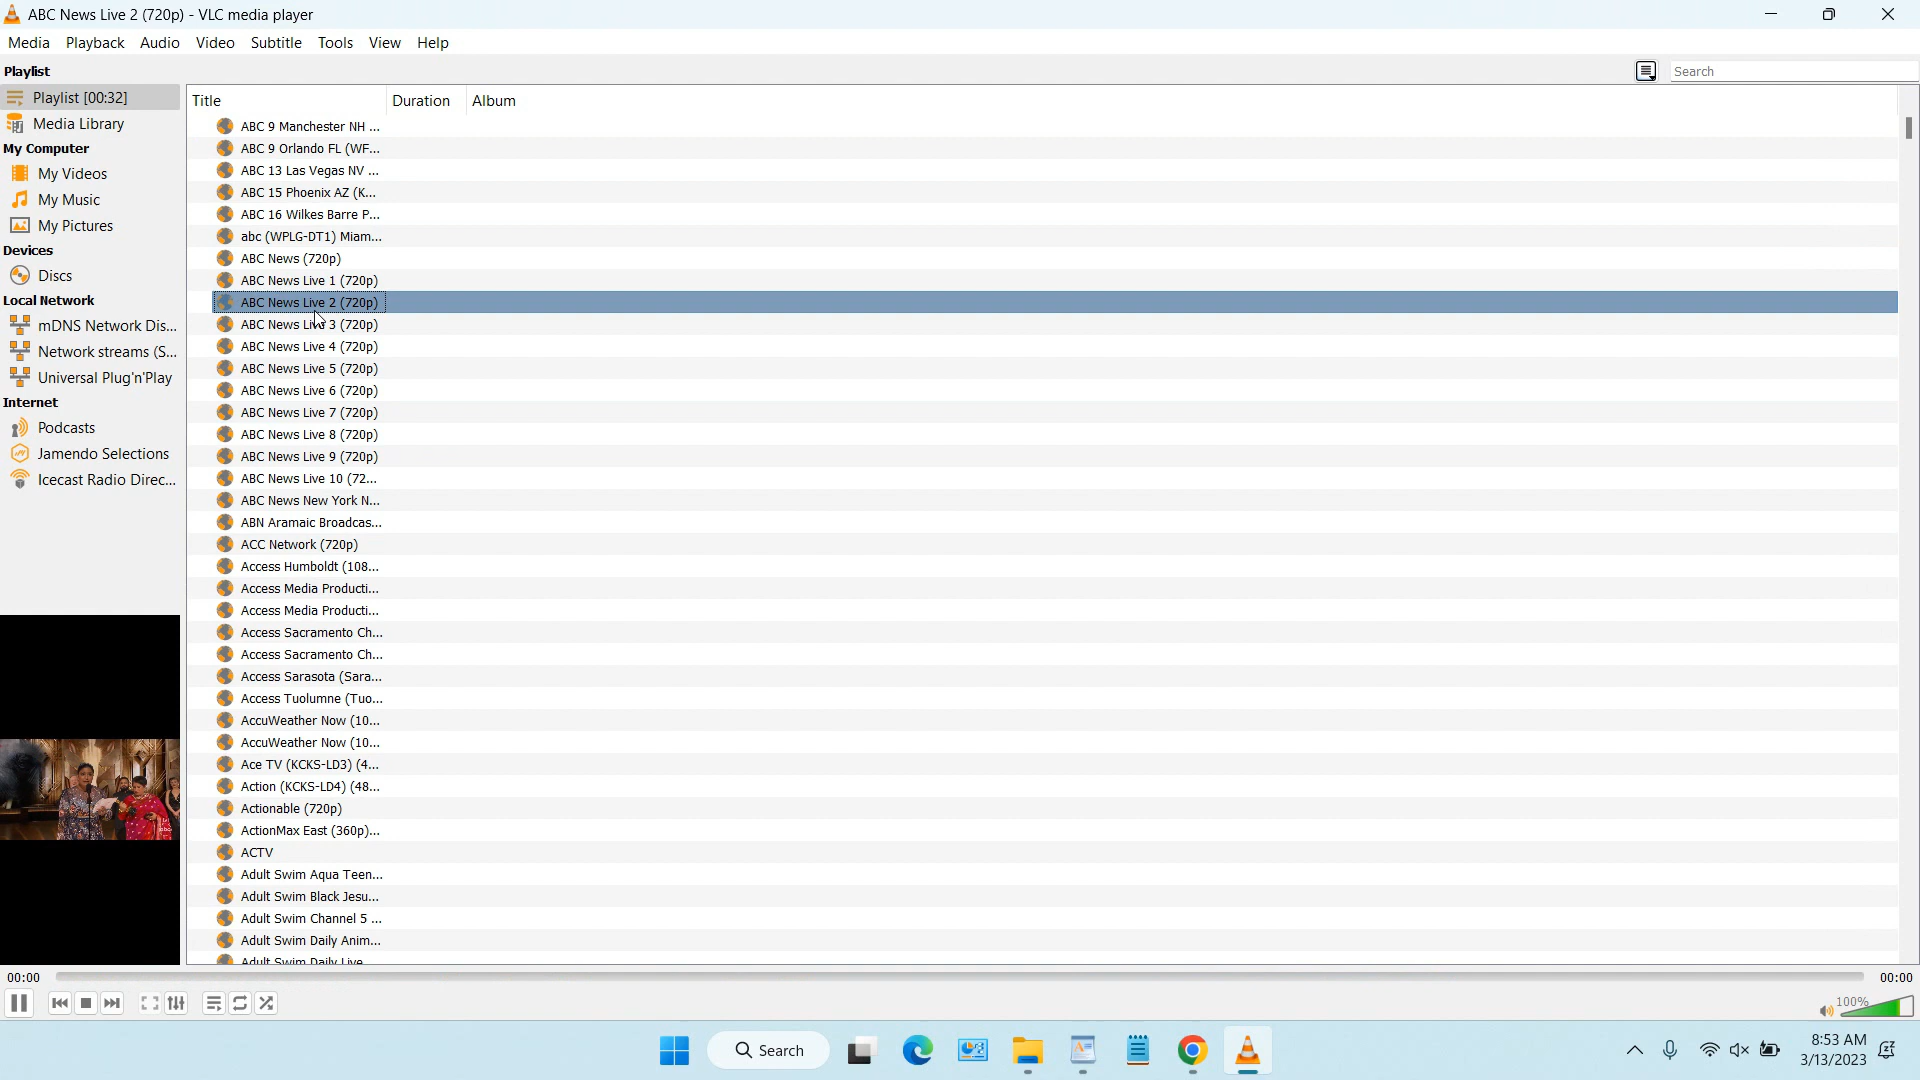 ABC News Live 2 (720p) - VLC media player
Media Playback Audio Video Subtitle Tools View Help
Playlist
Search
Playlist [00:32]
Media Library
My Computer
My Videos
My Music
My Pictures
Devices
Discs
Local Network
mDNS Network Dis...
Network streams (S...
Universal Plug'n'Play
Internet
Podcasts
Jamendo Selections
Icecast Radio Direc...
Title Duration Album
ABC 9 Manchester NH ...
ABC 9 Orlando FL (WF...
ABC 13 Las Vegas NV ...
ABC 15 Phoenix AZ (K...
ABC 16 Wilkes Barre P...
abc (WPLG-DT1) Miam...
ABC News (720p)
ABC News Live 1 (720p)
ABC News Live 2 (720p)
ABC News Live 3 (720p)
ABC News Live 4 (720p)
ABC News Live 5 (720p)
ABC News Live 6 (720p)
ABC News Live 7 (720p)
ABC News Live 8 (720p)
ABC News Live 9 (720p)
ABC News Live 10 (72...
ABC News New York N...
ABN Aramaic Broadcas...
ACC Network (720p)
Access Humboldt (108...
Access Media Producti...
Access Media Producti...
Access Sacramento Ch...
Access Sacramento Ch...
Access Sarasota (Sara...
Access Tuolumne (Tuo...
AccuWeather Now (10...
AccuWeather Now (10...
Ace TV (KCKS-LD3) (4...
Action (KCKS-LD4) (48...
Actionable (720p)
ActionMax East (360p)...
ACTV
Adult Swim Aqua Teen...
Adult Swim Black Jesu...
Adult Swim Channel 5 ...
Adult Swim Daily Anim...
Adult Swim Daily Live
00:00 00:00
100%
Search
8:53 AM
3/13/2023